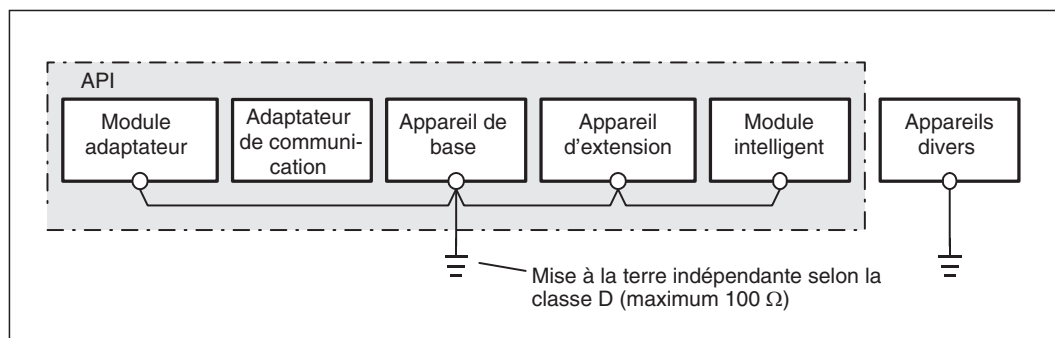 API
Module
adaptateur
Adaptateur
de communi-
cation
Appareil de
base
Appareil
d'extension
Module
intelligent
Appareils
divers
Mise à la terre indépendante selon la
classe D (maximum 100 Ω)